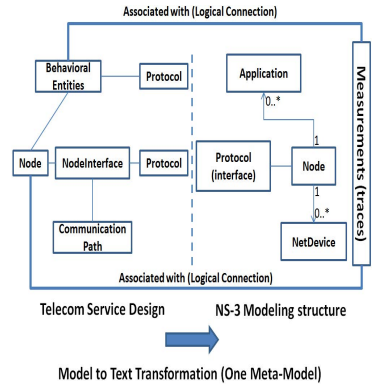 Associated with (Logical Connection)
Behavioral
Entities
Protocol
Application
0..*
1
Measurements (traces)
Node
NodeInterface
Protocol
Protocol
(interface)
Node
1
0..*
Communication
Path
NetDevice
Associated with (Logical Connection)
Telecom Service Design
NS-3 Modeling structure
Model to Text Transformation (One Meta-Model)